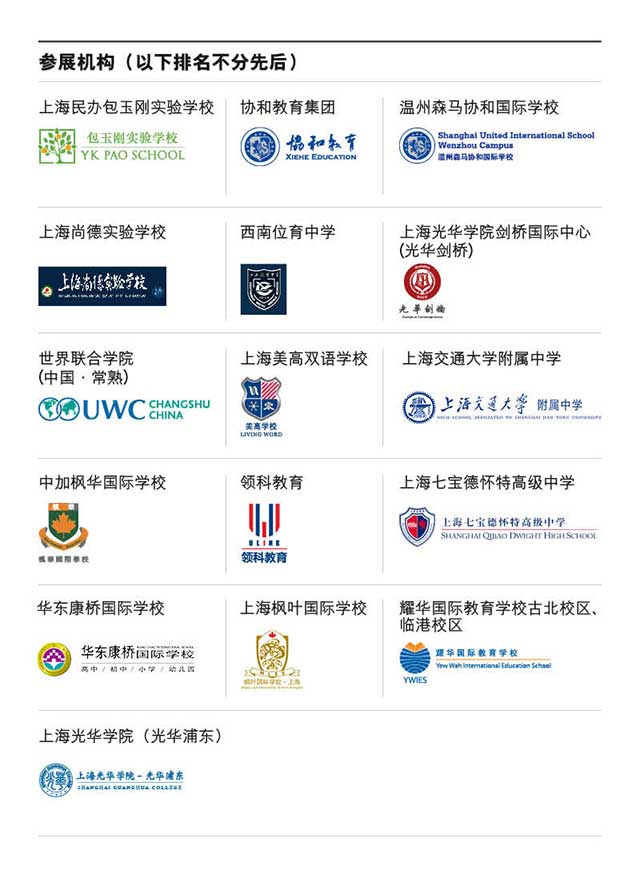 参展机构（以下排名不分先后）
上海民办包玉刚实验学校
包玉刚实验学校
YK PAO SCHOOL
协和教育集团
協和教育
XIEHE EDUCATION
温州森马协和国际学校
Shanghai United International School
Wenzhou Campus
温州森马协和国际学校
上海尚德实验学校
上海尚德实验学校
西南位育中学
上海光华学院剑桥国际中心
(光华剑桥)
光華劍橋
世界联合学院
(中国·常熟)
UWC CHANGSHU
CHINA
上海美高双语学校
美高学校
LIVING WORD
上海交通大学附属中学
上海交通大学 附属中学
HIGH SCHOOL AFFILIATED TO SHANGHAI JIAO TONG UNIVERSITY
中加枫华国际学校
楓華國際學校
领科教育
ULINK
领科教育
上海七宝德怀特高级中学
上海七宝德怀特高级中学
SHANGHAI QIBAO DWIGHT HIGH SCHOOL
华东康桥国际学校
华东康桥国际学校
高中 / 初中 / 小学 / 幼儿园
上海枫叶国际学校
枫叶国际学校·上海
耀华国际教育学校古北校区、
临港校区
耀华国际教育学校
Yew Wah International Education School
YWIES
上海光华学院（光华浦东）
上海光华学院-光华浦东
SHANGHAI GUANGHUA COLLEGE